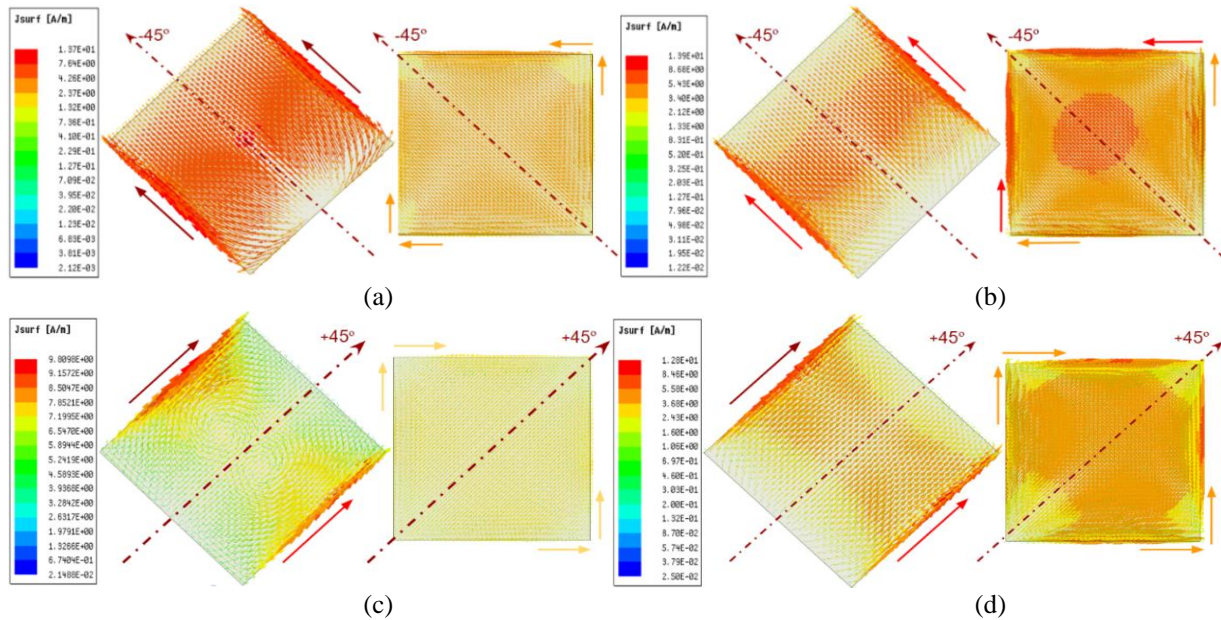 Jsurf [A/m]
1.37E+01
7.64E+00
4.26E+00
2.37E+00
1.32E+00
7.36E-01
4.10E-01
2.29E-01
1.27E-01
7.09E-02
3.95E-02
2.20E-02
1.23E-02
6.83E-03
3.81E-03
2.12E-03
-45º
-45º
(a)
Jsurf [A/m]
1.39E+01
8.68E+00
5.43E+00
3.40E+00
2.12E+00
1.33E+00
8.31E-01
5.20E-01
3.25E-01
2.03E-01
1.27E-01
7.96E-02
4.98E-02
3.11E-02
1.95E-02
1.22E-02
-45º
-45º
(b)
Jsurf [A/m]
9.8098E+00
9.1572E+00
8.5047E+00
7.8521E+00
7.1995E+00
6.5470E+00
5.8944E+00
5.2419E+00
4.5893E+00
3.9368E+00
3.2842E+00
2.6317E+00
1.9791E+00
1.3266E+00
6.7404E-01
2.1488E-02
+45º
+45º
(c)
Jsurf [A/m]
1.28E+01
8.46E+00
5.58E+00
3.68E+00
2.43E+00
1.60E+00
1.06E+00
6.97E-01
4.60E-01
3.03E-01
2.00E-01
1.32E-01
8.70E-02
5.74E-02
3.79E-02
2.50E-02
+45º
+45º
(d)